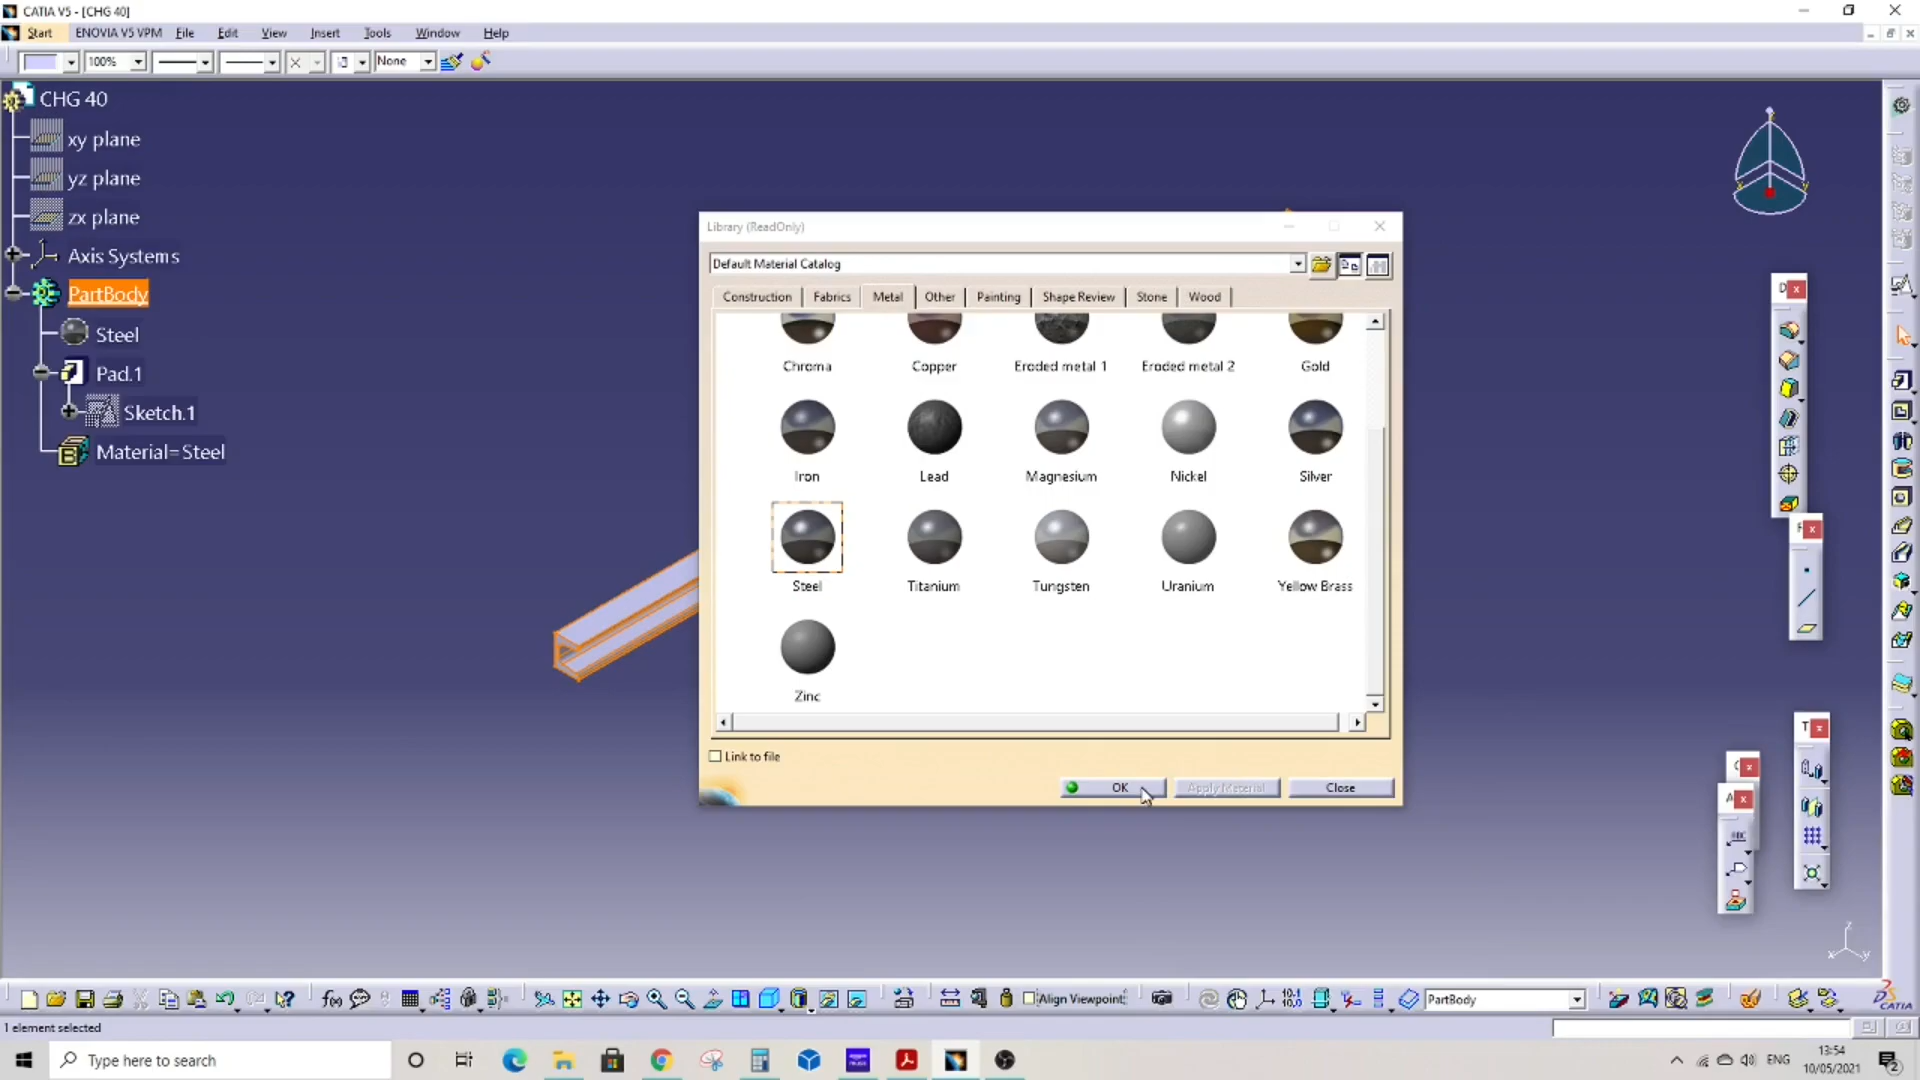 CATIA V5 - [CHG 40]
Start ENOVIA V5 VPM File Edit View Insert Tools Window Help
100% None
CHG 40
xy plane
yz plane
zx plane
Axis Systems
PartBody
Steel
Pad.1
Sketch.1
Material=Steel
Library (ReadOnly)
Default Material Catalog
Construction Fabrics Metal Other Painting Shape Review Stone Wood
Chroma Copper Eroded metal 1 Eroded metal 2 Gold
Iron Lead Magnesium Nickel Silver
Steel Titanium Tungsten Uranium Yellow Brass
Zinc
Link to file
OK Apply Material Close
Align Viewpoint
PartBody
CATIA
1 element selected
Type here to search
ENG
13:54
10/05/2021